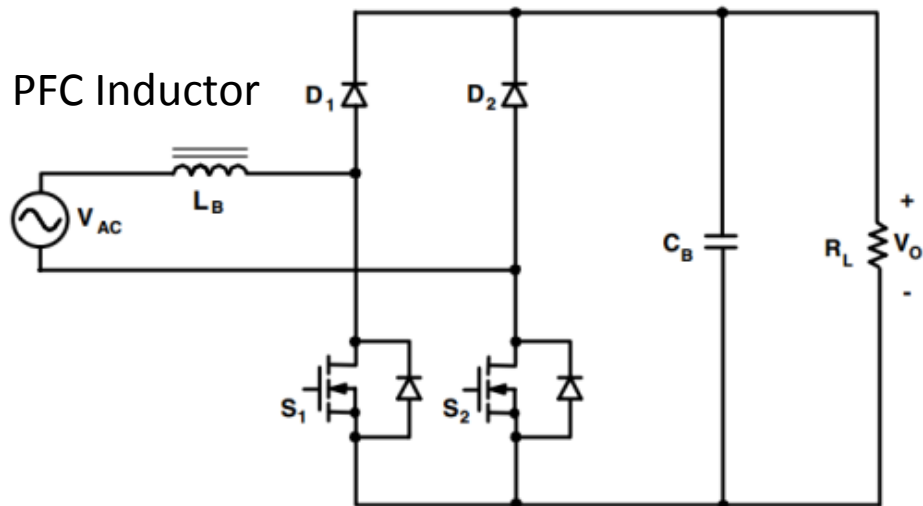 PFC Inductor
D1
D2
LB
VAC
CB
RL
+
VO
-
S1
S2